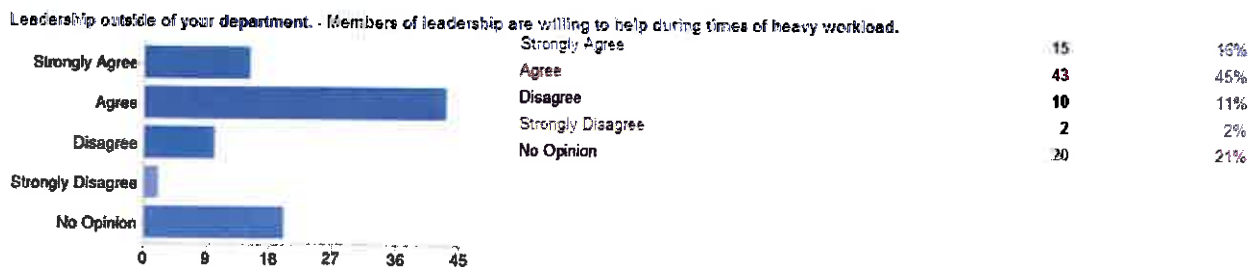 Leadership outside of your department. - Members of leadership are willing to help during times of heavy workload.
Strongly Agree 15 16%
Agree 43 45%
Disagree 10 11%
Strongly Disagree 2 2%
No Opinion 20 21%
Strongly Agree
Agree
Disagree
Strongly Disagree
No Opinion
0 9 18 27 36 45